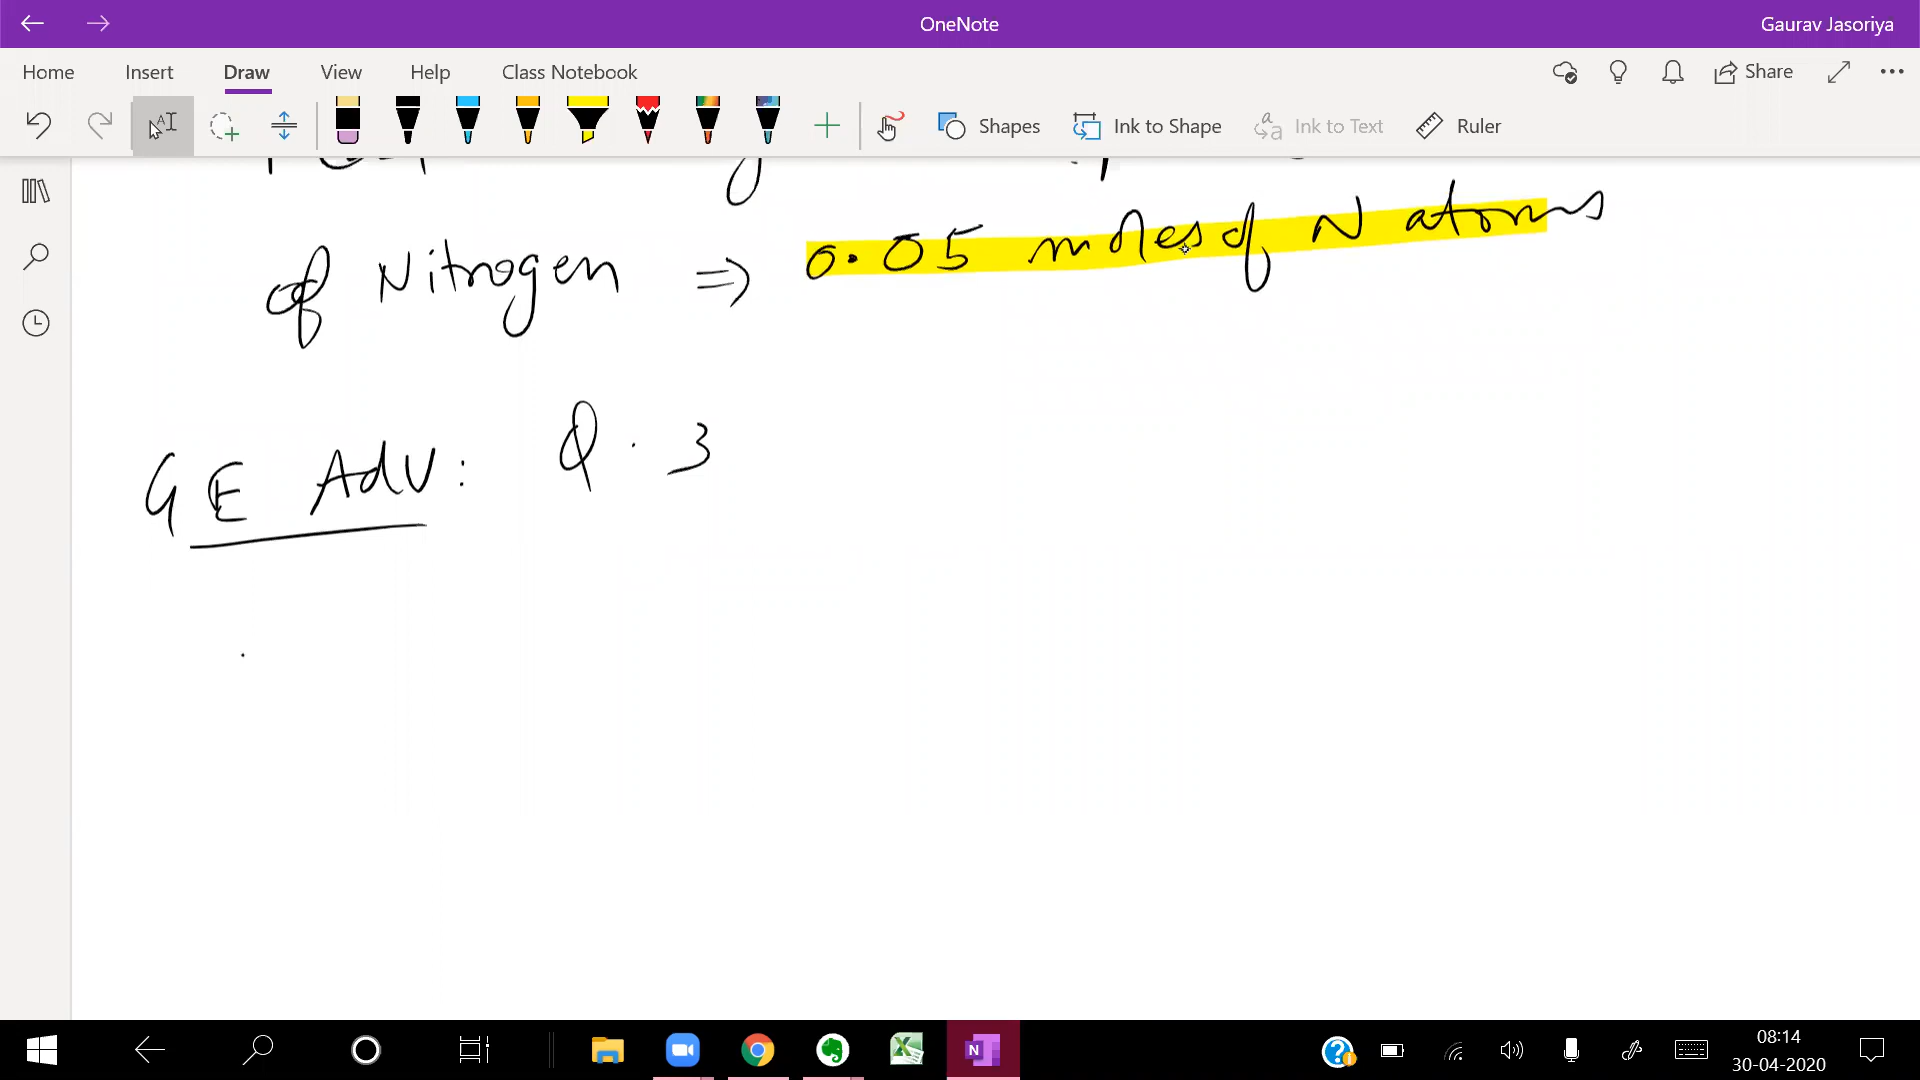 OneNote
Gaurav Jasoriya
Home Insert Draw View Help Class Notebook
Share
Shapes Ink to Shape Ink to Text Ruler
of Nitrogen ⇒ 0.05 moles of N atoms
GE Adv: Q. 3
08:14
30-04-2020